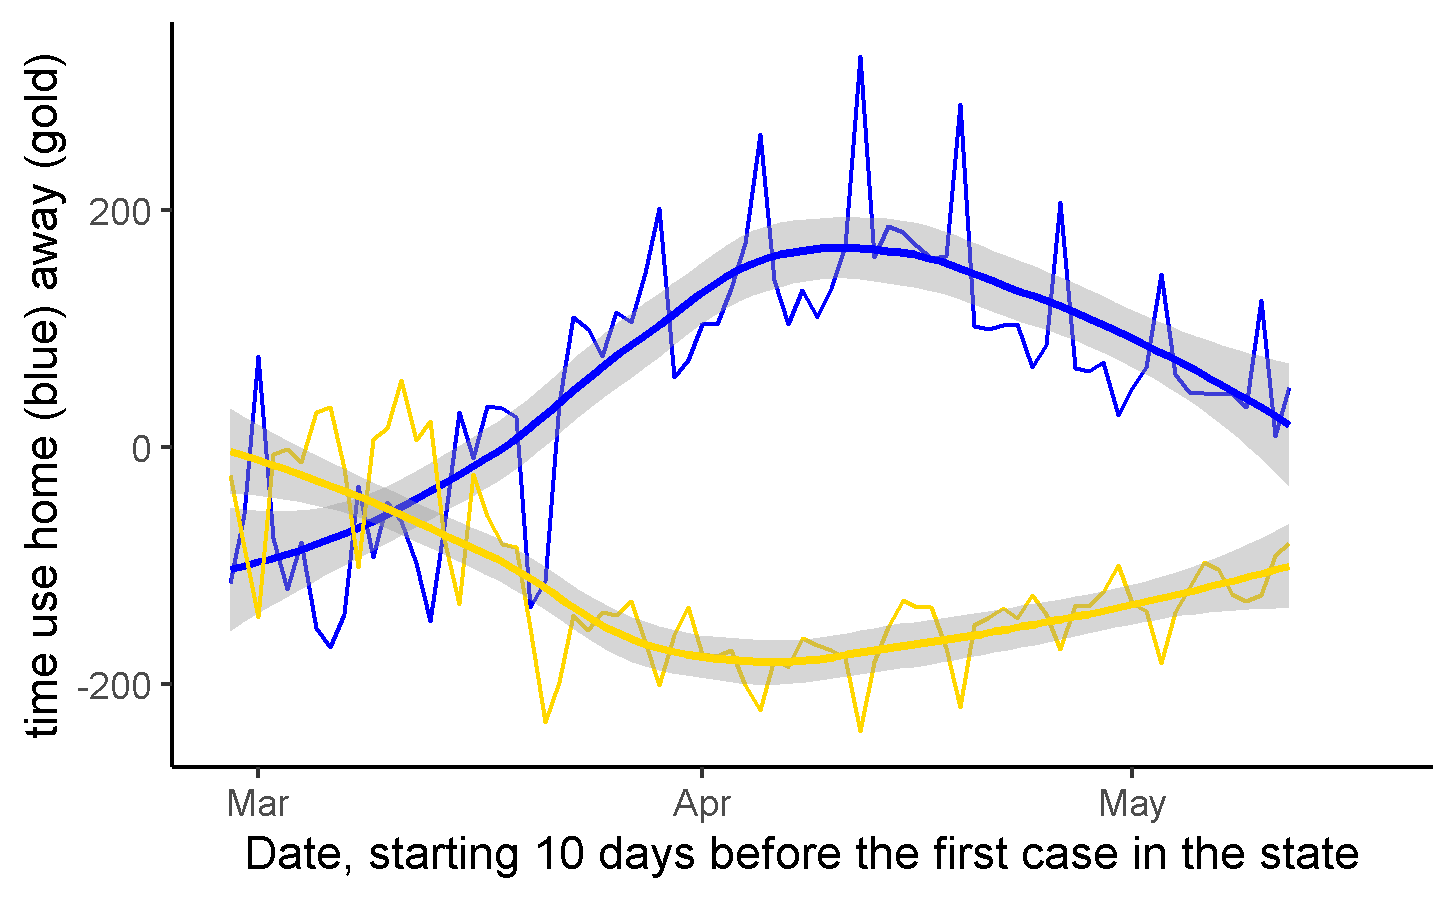 time use home (blue) away (gold)
200
0
-200
Mar
Apr
May
Date, starting 10 days before the first case in the state